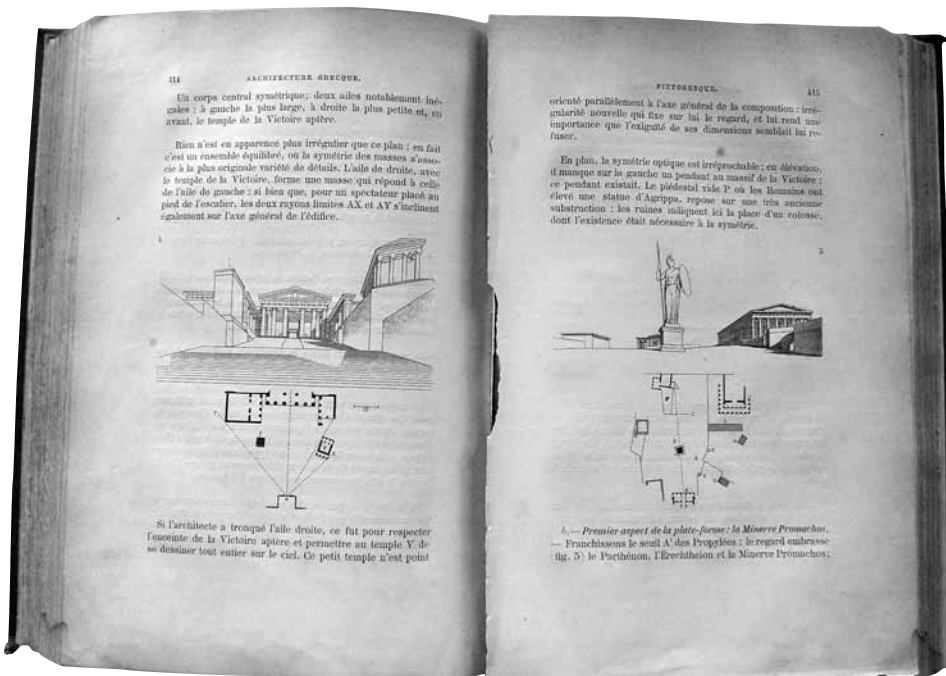 414
ARCHITECTURE GRECQUE.
Un corps central symétrique; deux ailes notablement iné-
gales : à gauche la plus large, à droite la plus petite et, en
avant, le temple de la Victoire aptère.
Rien n'est en apparence plus irrégulier que ce plan ; en fait
c'est un ensemble équilibré, où la symétrie des masses s'asso-
cie à la plus originale variété de détails. L'aile de droite, avec
le temple de la Victoire, forme une masse qui répond à celle
de l'aile de gauche : si bien que, pour un spectateur placé au
pied de l'escalier, les deux rayons limites AX et AY s'inclinent
également sur l'axe général de l'édifice.
4
Si l'architecte a tronqué l'aile droite, ce fut pour respecter
l'enceinte de la Victoire aptère et permettre au temple V de
se dessiner tout entier sur le ciel. Ce petit temple n'est point
PITTORESQUE.
415
orienté parallèlement à l'axe général de la composition : irré-
gularité nouvelle qui fixe sur lui le regard, et lui rend une
importance que l'exiguïté de ses dimensions semblait lui re-
fuser.
En plan, la symétrie optique est irréprochable ; en élévation,
il manque sur la gauche un pendant au massif de la Victoire :
ce pendant existait. Le piédestal vide P où les Romains ont
élevé une statue d'Agrippa, repose sur une très ancienne
substruction : les ruines indiquent ici la place d'un colosse,
dont l'existence était nécessaire à la symétrie.
5
b. — Premier aspect de la plate-forme : la Minerve Promachos.
— Franchissons le seuil A' des Propylées : le regard embrasse
(fig. 5) le Parthénon, l'Érechtheion et la Minerve Promachos;